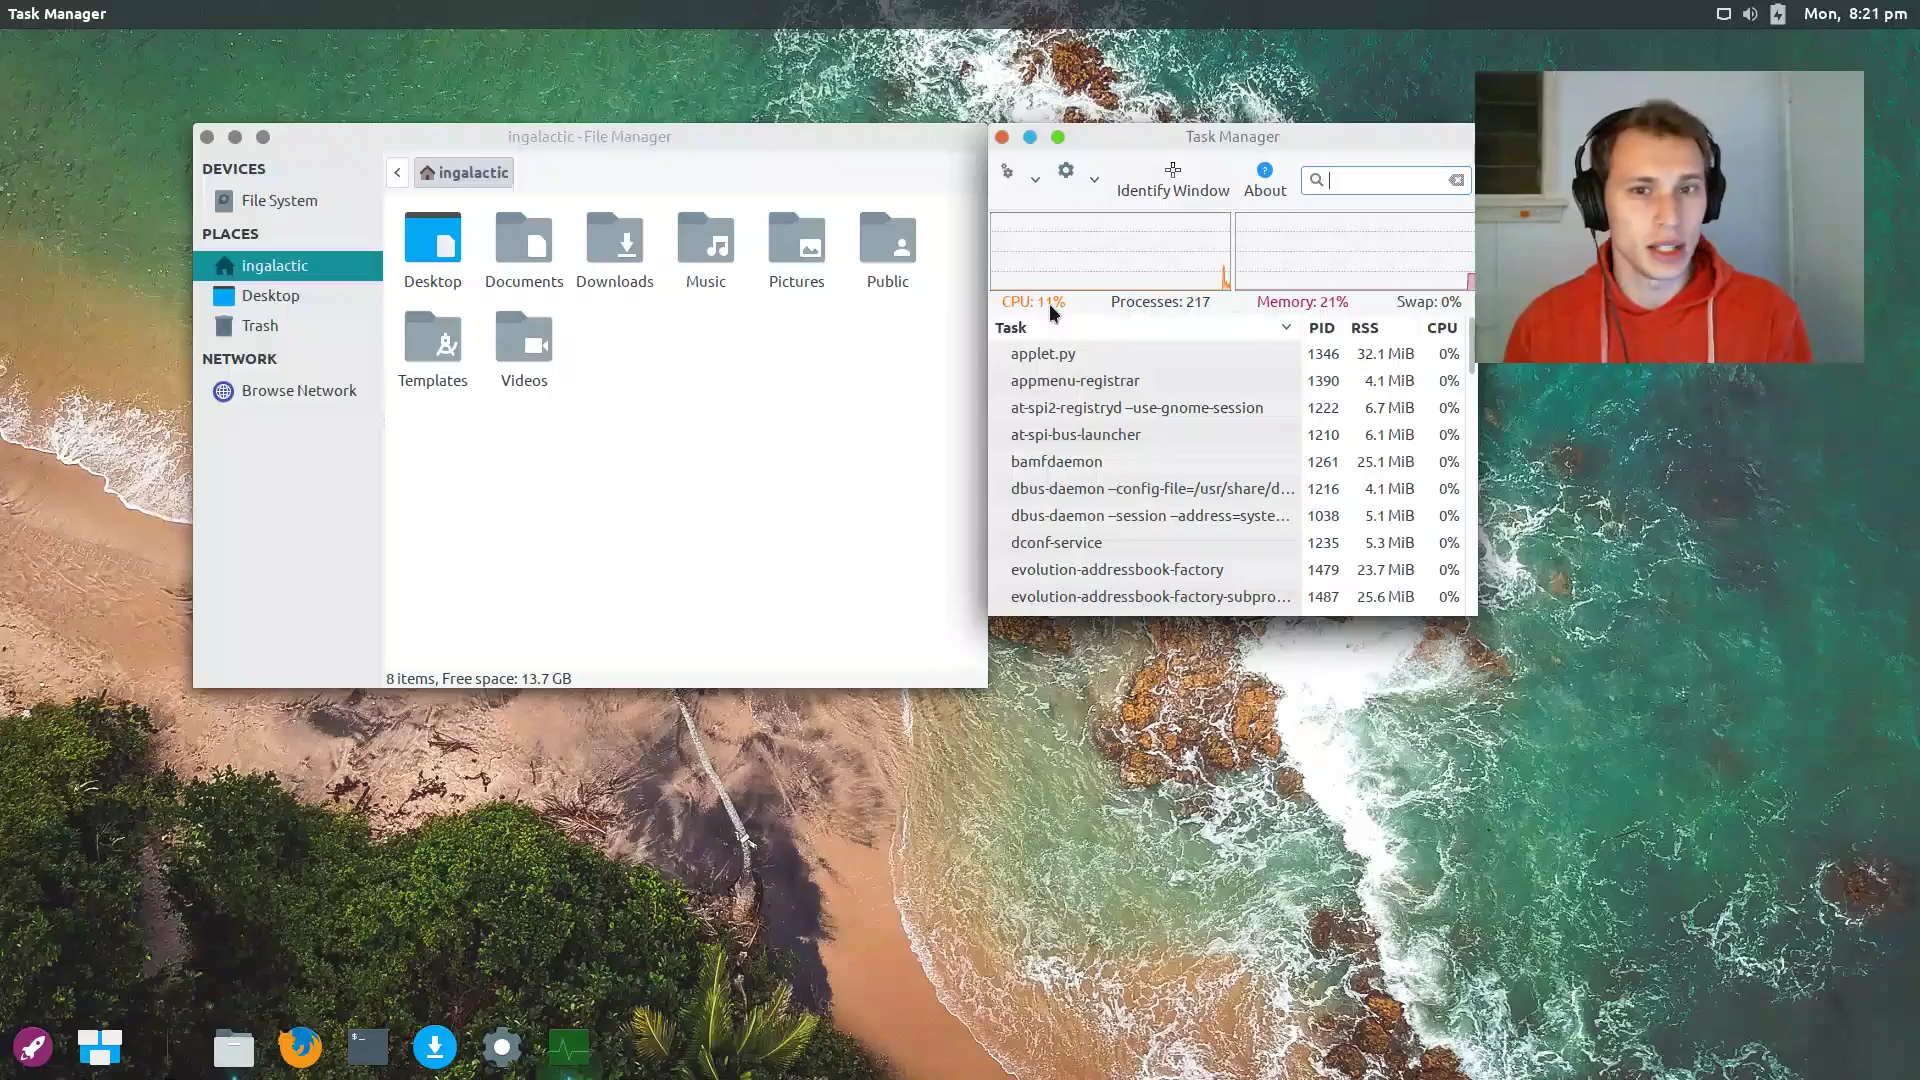 Task Manager
Mon, 8:21 pm
ingalactic - File Manager
DEVICES
File System
PLACES
ingalactic
Desktop
Trash
NETWORK
Browse Network
ingalactic
Desktop
Documents
Downloads
Music
Pictures
Public
Templates
Videos
8 items, Free space: 13.7 GB
Task Manager
Identify Window
About
CPU: 11%
Processes: 217
Memory: 21%
Swap: 0%
Task PID RSS CPU
applet.py 1346 32.1 MiB 0%
appmenu-registrar 1390 4.1 MiB 0%
at-spi2-registryd --use-gnome-session 1222 6.7 MiB 0%
at-spi-bus-launcher 1210 6.1 MiB 0%
bamfdaemon 1261 25.1 MiB 0%
dbus-daemon --config-file=/usr/share/d... 1216 4.1 MiB 0%
dbus-daemon --session --address=syste... 1038 5.1 MiB 0%
dconf-service 1235 5.3 MiB 0%
evolution-addressbook-factory 1479 23.7 MiB 0%
evolution-addressbook-factory-subpro... 1487 25.6 MiB 0%